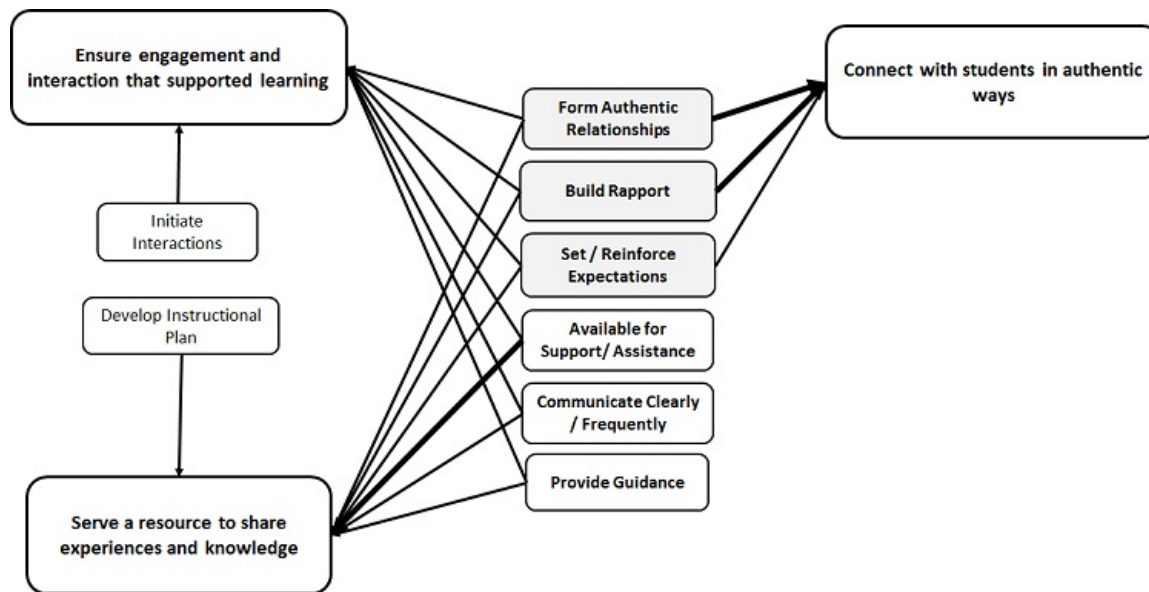 Ensure engagement and
interaction that supported learning
Connect with students in authentic
ways
Form Authentic
Relationships
Build Rapport
Initiate
Interactions
Set / Reinforce
Expectations
Develop Instructional
Plan
Available for
Support/ Assistance
Communicate Clearly
/ Frequently
Provide Guidance
Serve a resource to share
experiences and knowledge